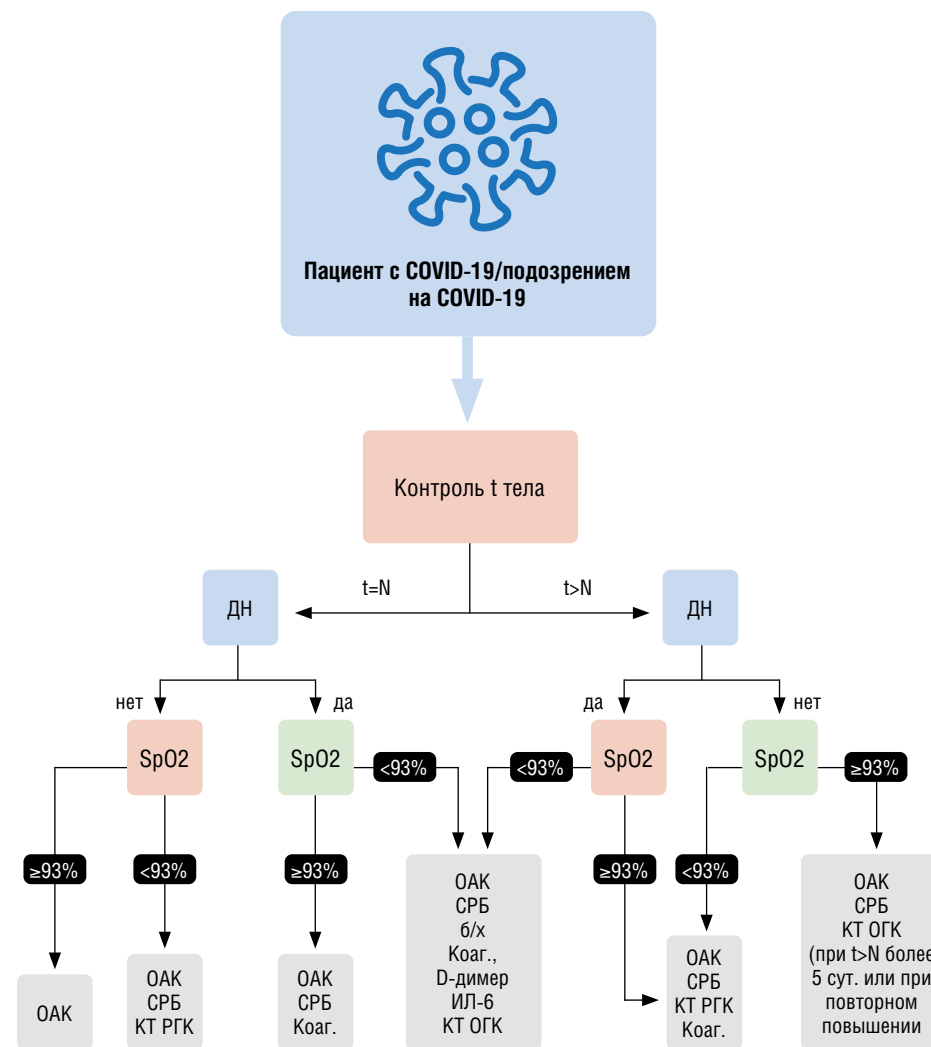 Пациент с COVID-19/подозрением
на COVID-19
Контроль t тела
t=N
t>N
ДН
ДН
нет
да
да
нет
SpO2
SpO2
<93%
<93%
SpO2
SpO2
≥93%
≥93%
<93%
≥93%
≥93%
<93%
ОАК
ОАК
СРБ
КТ РГК
ОАК
СРБ
Коаг.
ОАК
СРБ
б/х
Коаг.,
D-димер
ИЛ-6
КТ ОГК
ОАК
СРБ
КТ РГК
Коаг.
ОАК
СРБ
КТ ОГК
(при t>N более
5 сут. или при
повторном
повышении